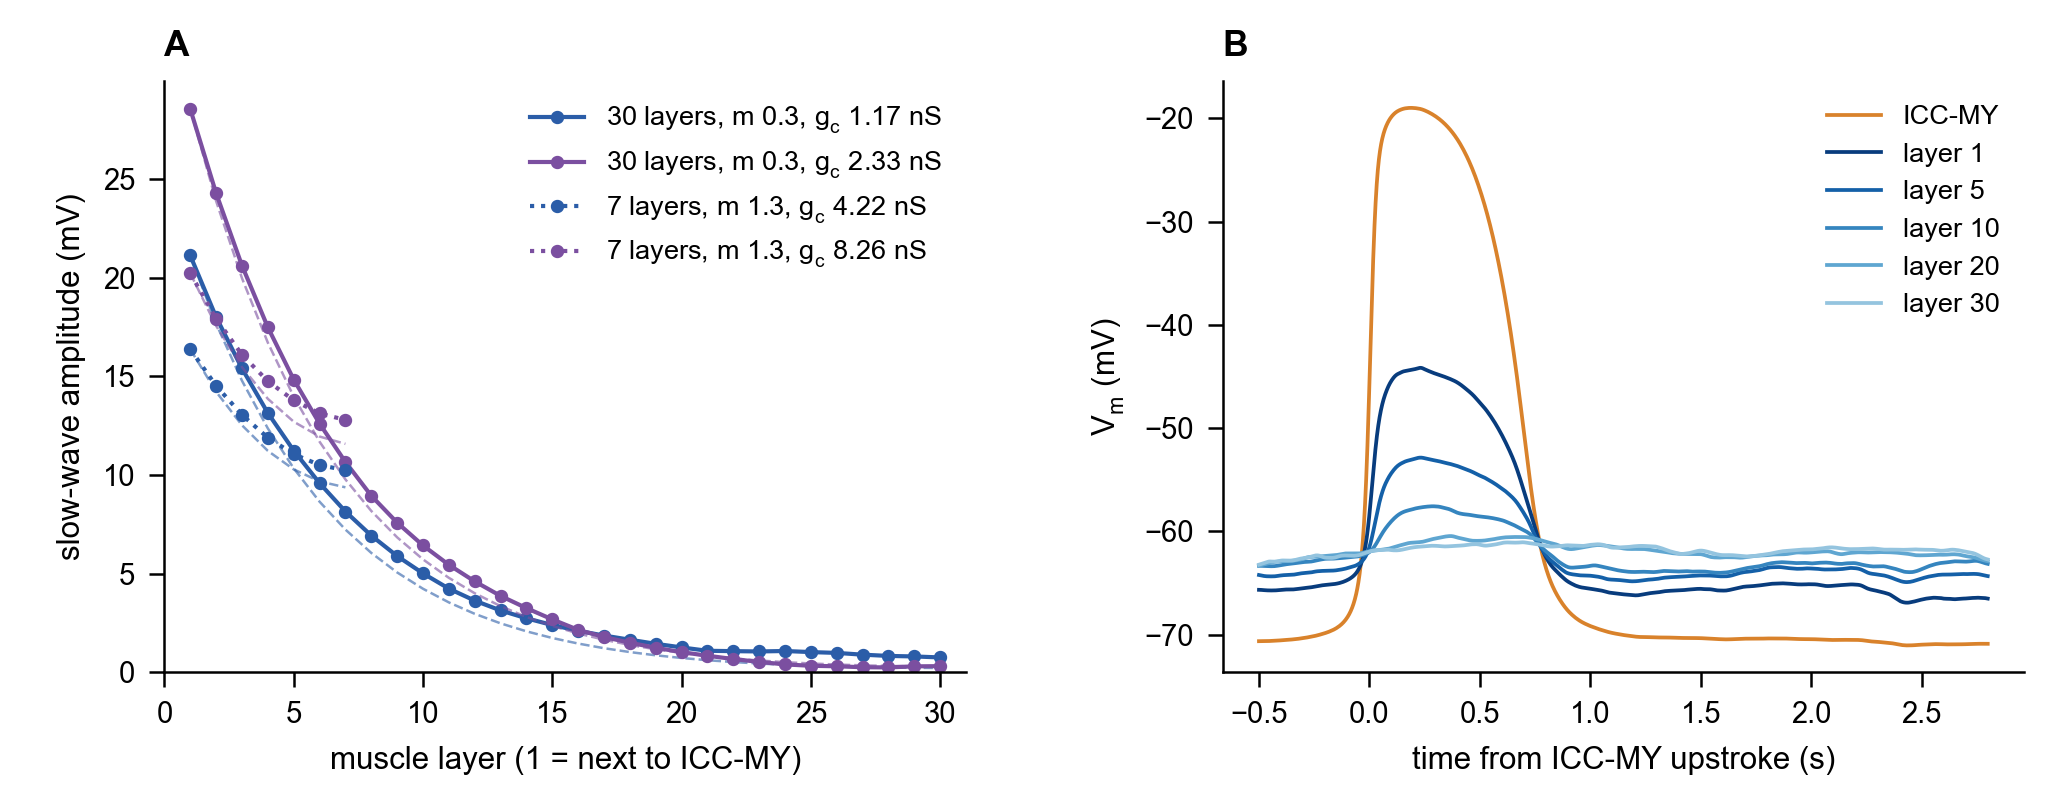 A
slow-wave amplitude (mV)
25
20
15
10
5
0
0 5 10 15 20 25 30
muscle layer (1 = next to ICC-MY)
30 layers, m 0.3, gc 1.17 nS
30 layers, m 0.3, gc 2.33 nS
7 layers, m 1.3, gc 4.22 nS
7 layers, m 1.3, gc 8.26 nS
B
Vm (mV)
−20
−30
−40
−50
−60
−70
−0.5 0.0 0.5 1.0 1.5 2.0 2.5
time from ICC-MY upstroke (s)
ICC-MY
layer 1
layer 5
layer 10
layer 20
layer 30